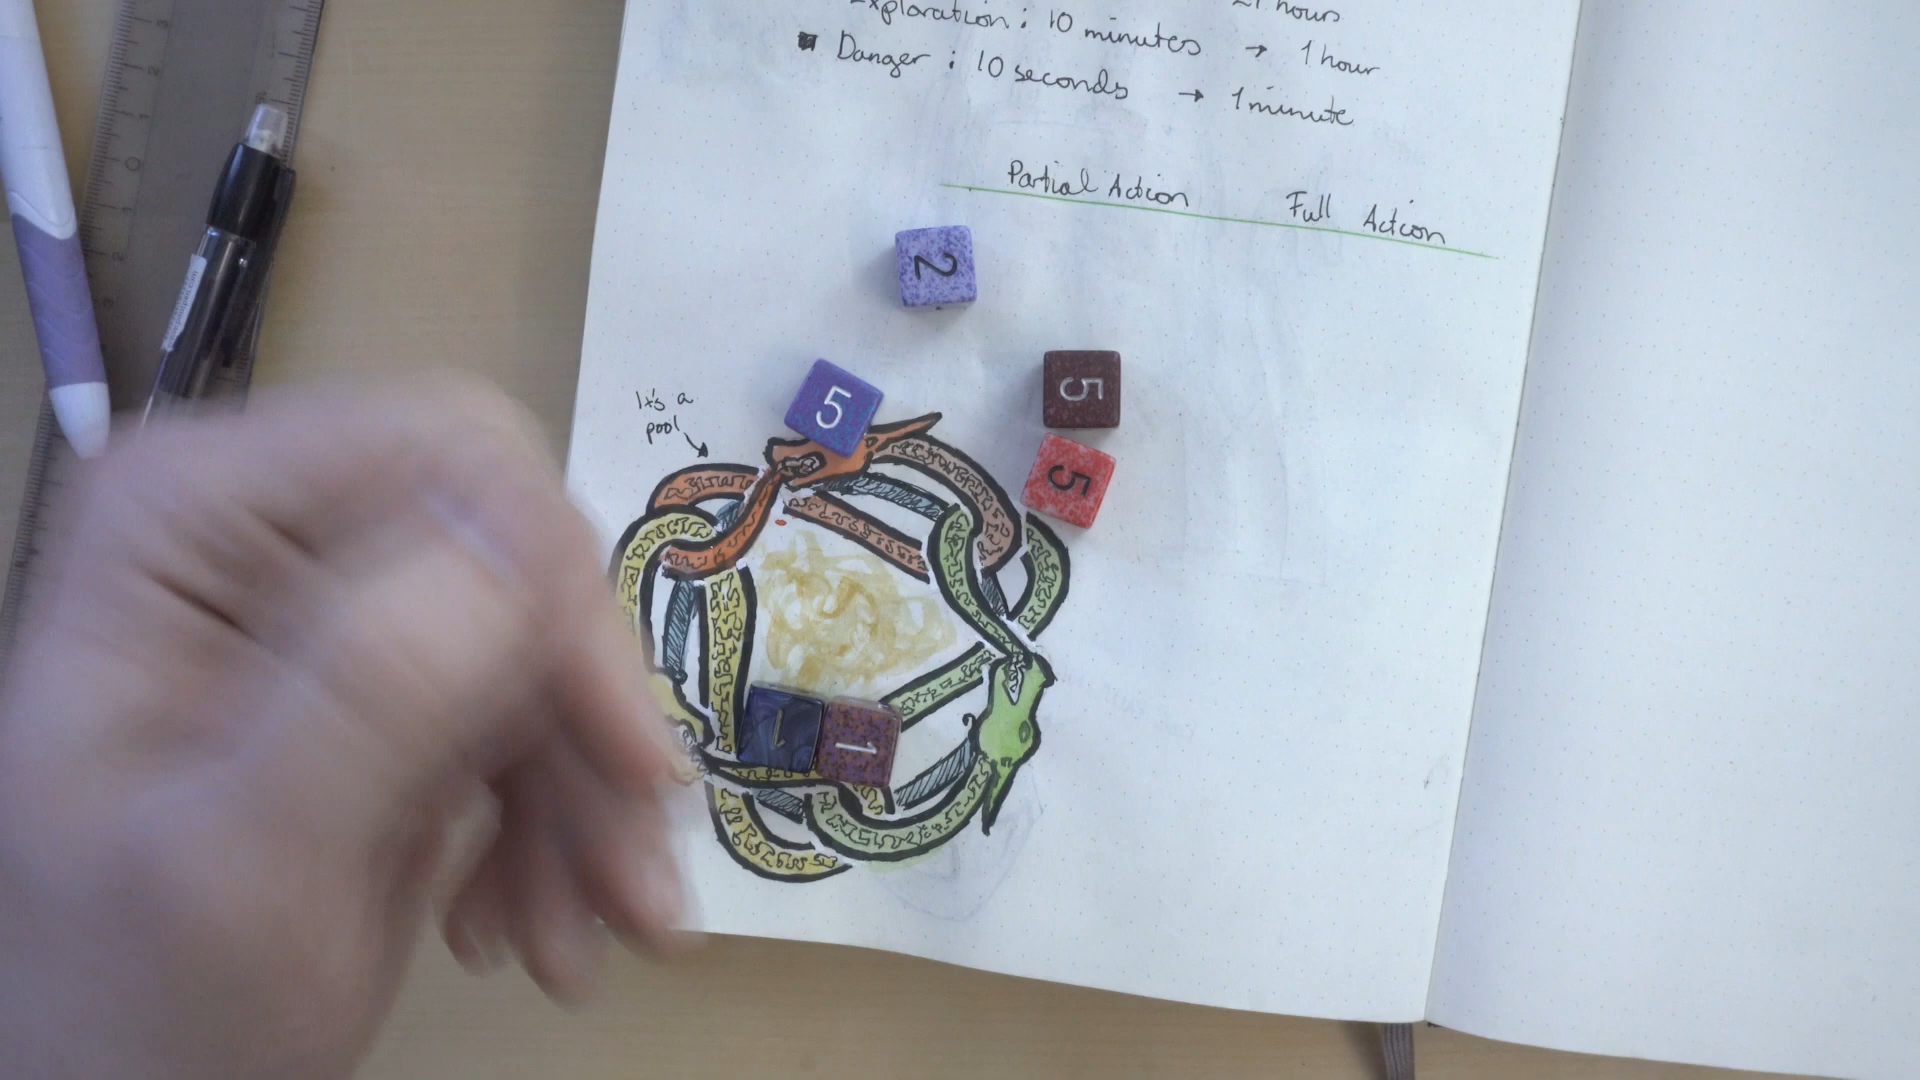 hours
Exploration : 10 minutes → 1 hour
■ Danger : 10 seconds → 1 minute
Partial Action Full Action
2
5
5
5
It's a
pool
1
1